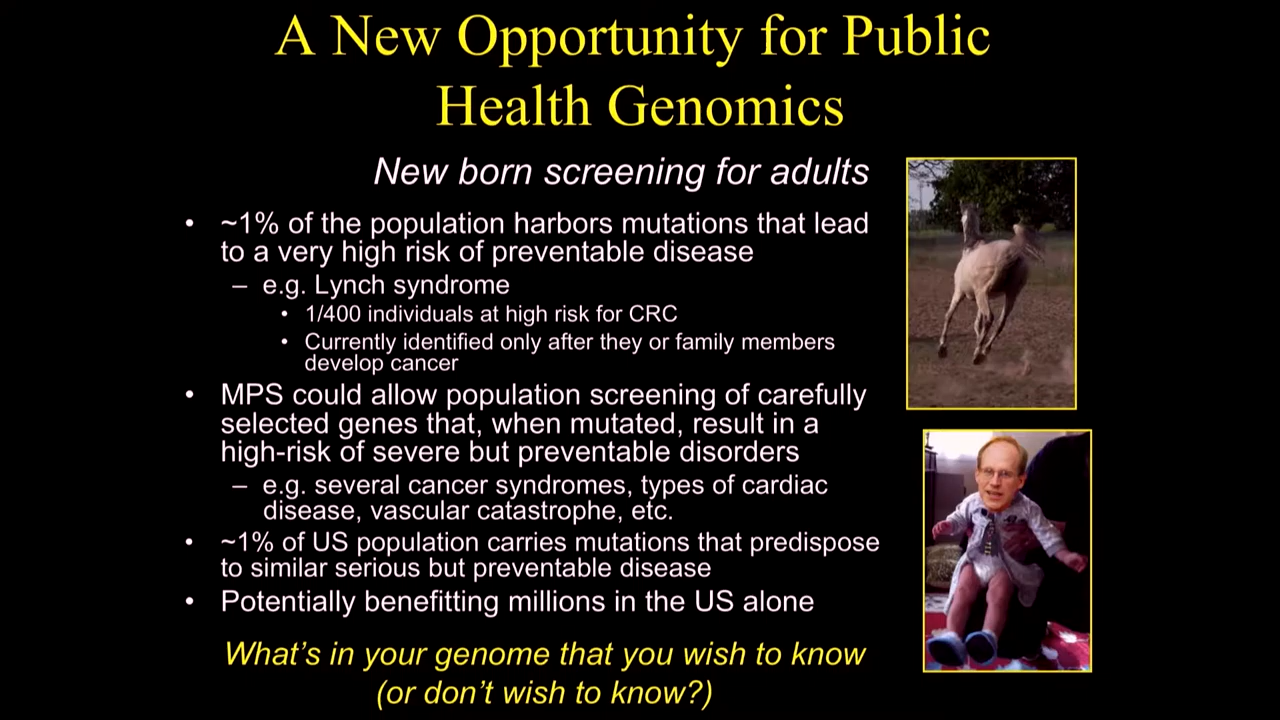 A New Opportunity for Public
Health Genomics
New born screening for adults
• ~1% of the population harbors mutations that lead
to a very high risk of preventable disease
– e.g. Lynch syndrome
• 1/400 individuals at high risk for CRC
• Currently identified only after they or family members
develop cancer
• MPS could allow population screening of carefully
selected genes that, when mutated, result in a
high-risk of severe but preventable disorders
– e.g. several cancer syndromes, types of cardiac
disease, vascular catastrophe, etc.
• ~1% of US population carries mutations that predispose
to similar serious but preventable disease
• Potentially benefitting millions in the US alone
What's in your genome that you wish to know
(or don't wish to know?)